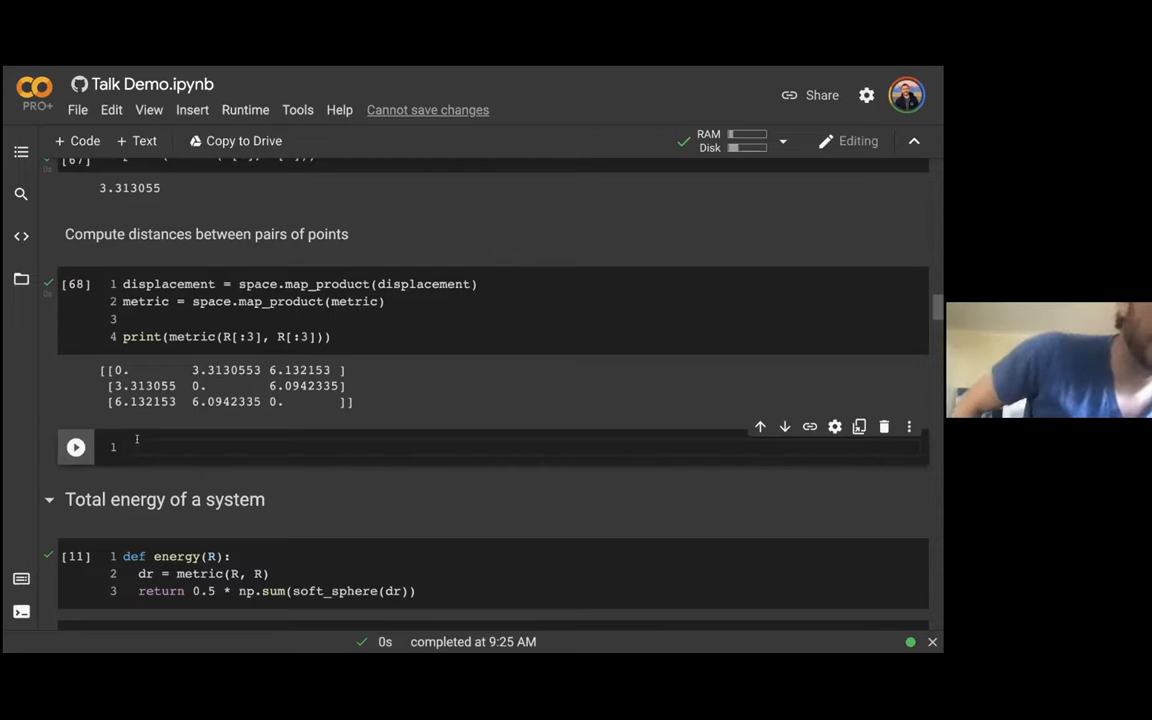 Talk Demo.ipynb
PRO+
File Edit View Insert Runtime Tools Help Cannot save changes
Share
+ Code + Text Copy to Drive
RAM
Disk
Editing
[67]
3.313055
Compute distances between pairs of points
[68]
1 displacement = space.map_product(displacement)
2 metric = space.map_product(metric)
3
4 print(metric(R[:3], R[:3]))
[[0. 3.3130553 6.132153 ]
[3.313055 0. 6.0942335]
[6.132153 6.0942335 0. ]]
1
Total energy of a system
[11]
1 def energy(R):
2 dr = metric(R, R)
3 return 0.5 * np.sum(soft_sphere(dr))
0s completed at 9:25 AM